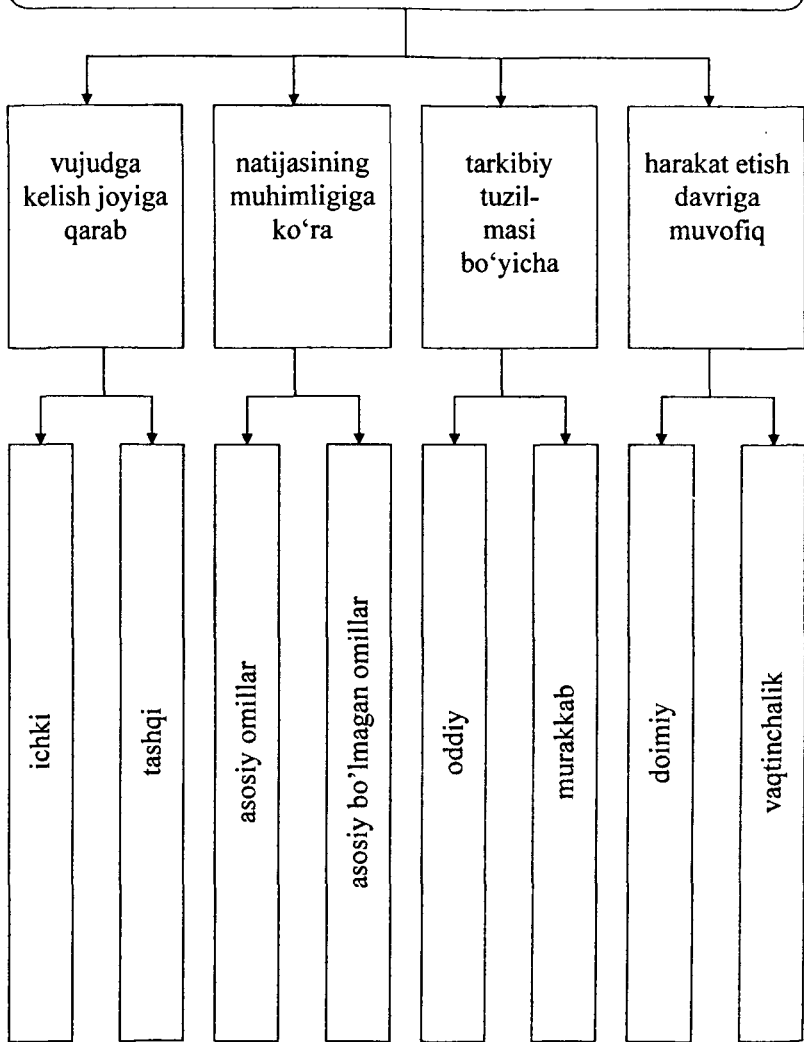 vujudga
kelish joyiga
qarab
natijasining
muhimligiga
ko‘ra
tarkibiy
tuzil-
masi
bo‘yicha
harakat etish
davriga
muvofiq
ichki
tashqi
asosiy omillar
asosiy bo’lmagan omillar
oddiy
murakkab
doimiy
vaqtinchalik